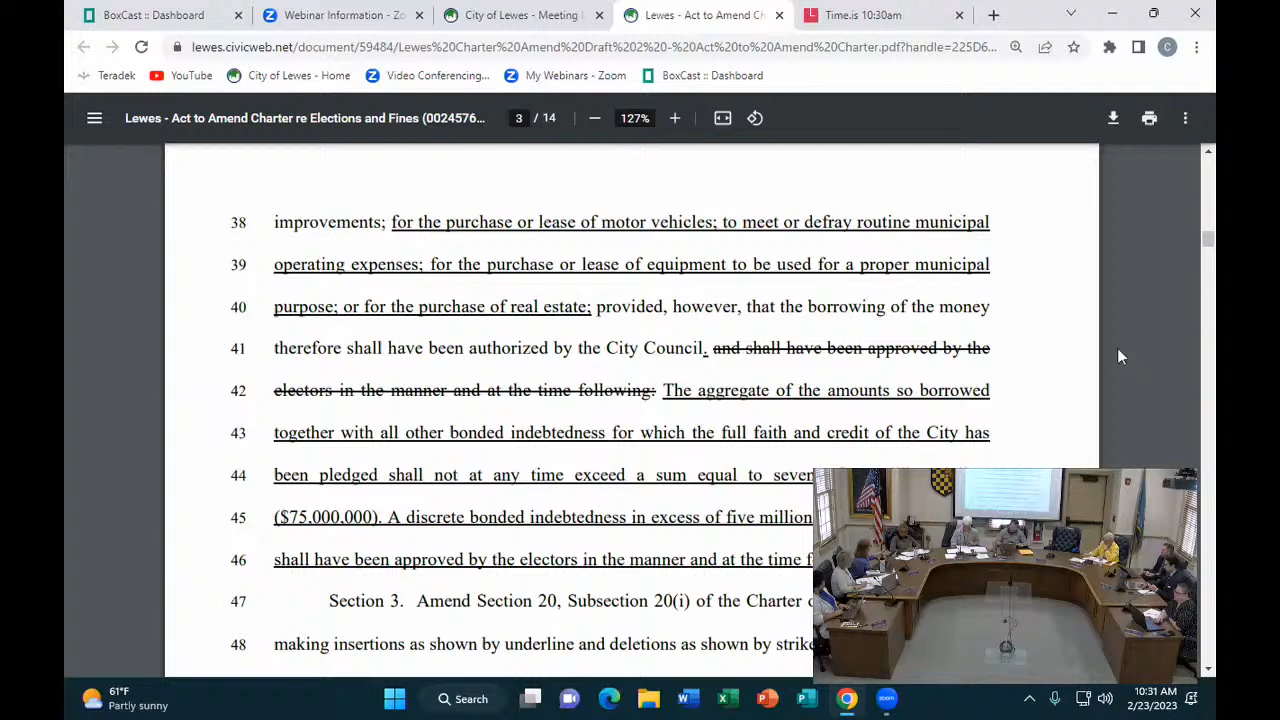 BoxCast :: Dashboard
Webinar Information - Zo
City of Lewes - Meeting
Lewes - Act to Amend Ch
Time.is 10:30am
lewes.civicweb.net/document/59484/Lewes%20Charter%20Amend%20Draft%202%20-%20Act%20to%20Amend%20Charter.pdf?handle=225D6...
C
Teradek
YouTube
City of Lewes - Home
Video Conferencing...
My Webinars - Zoom
BoxCast :: Dashboard
Lewes - Act to Amend Charter re Elections and Fines (0024576...
3 / 14
127%
38 improvements; for the purchase or lease of motor vehicles; to meet or defray routine municipal
39 operating expenses; for the purchase or lease of equipment to be used for a proper municipal
40 purpose; or for the purchase of real estate; provided, however, that the borrowing of the money
41 therefore shall have been authorized by the City Council. and shall have been approved by the
42 electors in the manner and at the time following: The aggregate of the amounts so borrowed
43 together with all other bonded indebtedness for which the full faith and credit of the City has
44 been pledged shall not at any time exceed a sum equal to seven
45 ($75,000,000). A discrete bonded indebtedness in excess of five million
46 shall have been approved by the electors in the manner and at the time f
47 Section 3. Amend Section 20, Subsection 20(i) of the Charter o
48 making insertions as shown by underline and deletions as shown by strike
61°F
Partly sunny
Search
zoom
10:31 AM
2/23/2023